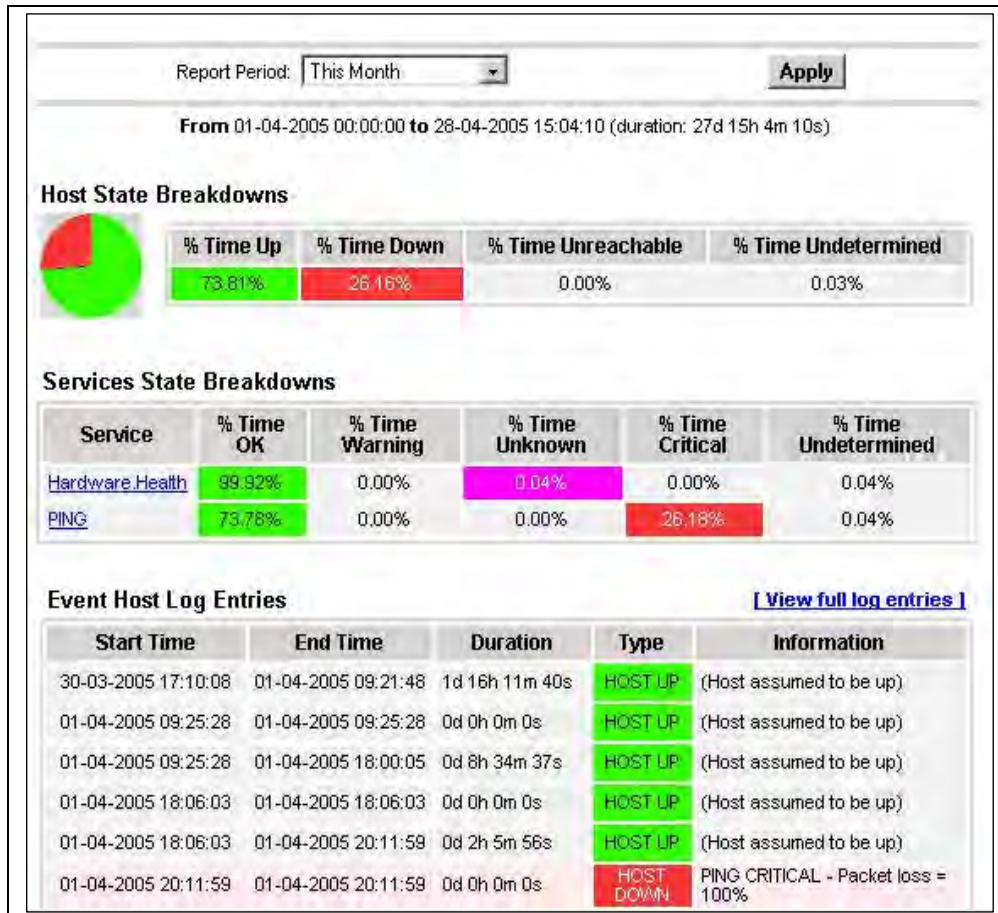 Report Period: This Month Apply
From 01-04-2005 00:00:00 to 28-04-2005 15:04:10 (duration: 27d 15h 4m 10s)
Host State Breakdowns
% Time Up % Time Down % Time Unreachable % Time Undetermined
73.81% 26.16% 0.00% 0.03%
Services State Breakdowns
Service % Time OK % Time Warning % Time Unknown % Time Critical % Time Undetermined
Hardware.Health 99.92% 0.00% 0.04% 0.00% 0.04%
PING 73.78% 0.00% 0.00% 26.18% 0.04%
Event Host Log Entries [ View full log entries ]
Start Time End Time Duration Type Information
30-03-2005 17:10:08 01-04-2005 09:21:48 1d 16h 11m 40s HOST UP (Host assumed to be up)
01-04-2005 09:25:28 01-04-2005 09:25:28 0d 0h 0m 0s HOST UP (Host assumed to be up)
01-04-2005 09:25:28 01-04-2005 18:00:05 0d 8h 34m 37s HOST UP (Host assumed to be up)
01-04-2005 18:06:03 01-04-2005 18:06:03 0d 0h 0m 0s HOST UP (Host assumed to be up)
01-04-2005 18:06:03 01-04-2005 20:11:59 0d 2h 5m 56s HOST UP (Host assumed to be up)
01-04-2005 20:11:59 01-04-2005 20:11:59 0d 0h 0m 0s HOST DOWN PING CRITICAL - Packet loss = 100%